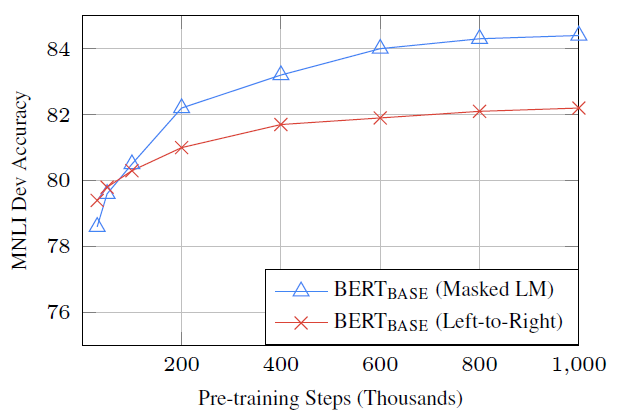 84
82
80
78
76
MNLI Dev Accuracy
BERTBASE (Masked LM)
BERTBASE (Left-to-Right)
200 400 600 800 1,000
Pre-training Steps (Thousands)